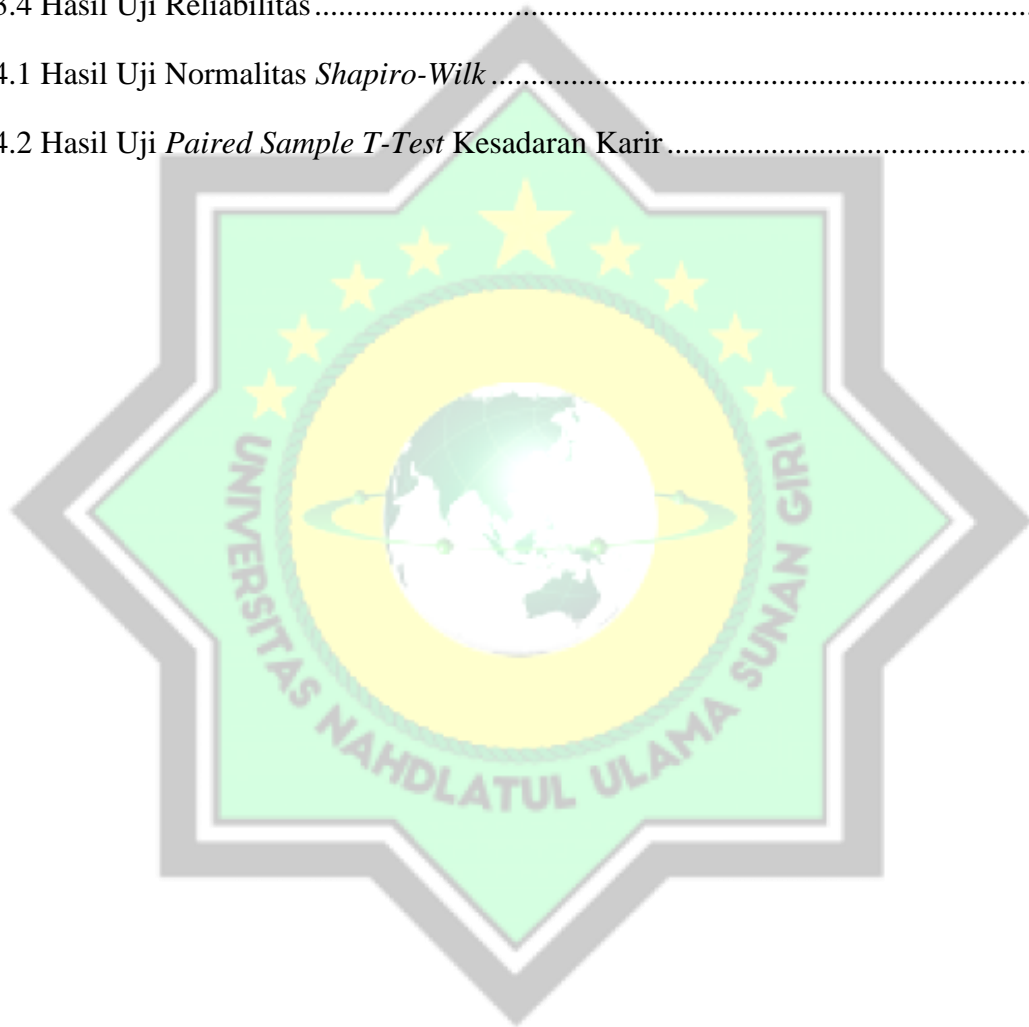 3.4 Hasil Uji Reliabilitas
4.1 Hasil Uji Normalitas Shapiro-Wilk
4.2 Hasil Uji Paired Sample T-Test Kesadaran Karir
UNIVERSITAS NAHDLATUL ULAMA SUNAN GIRI